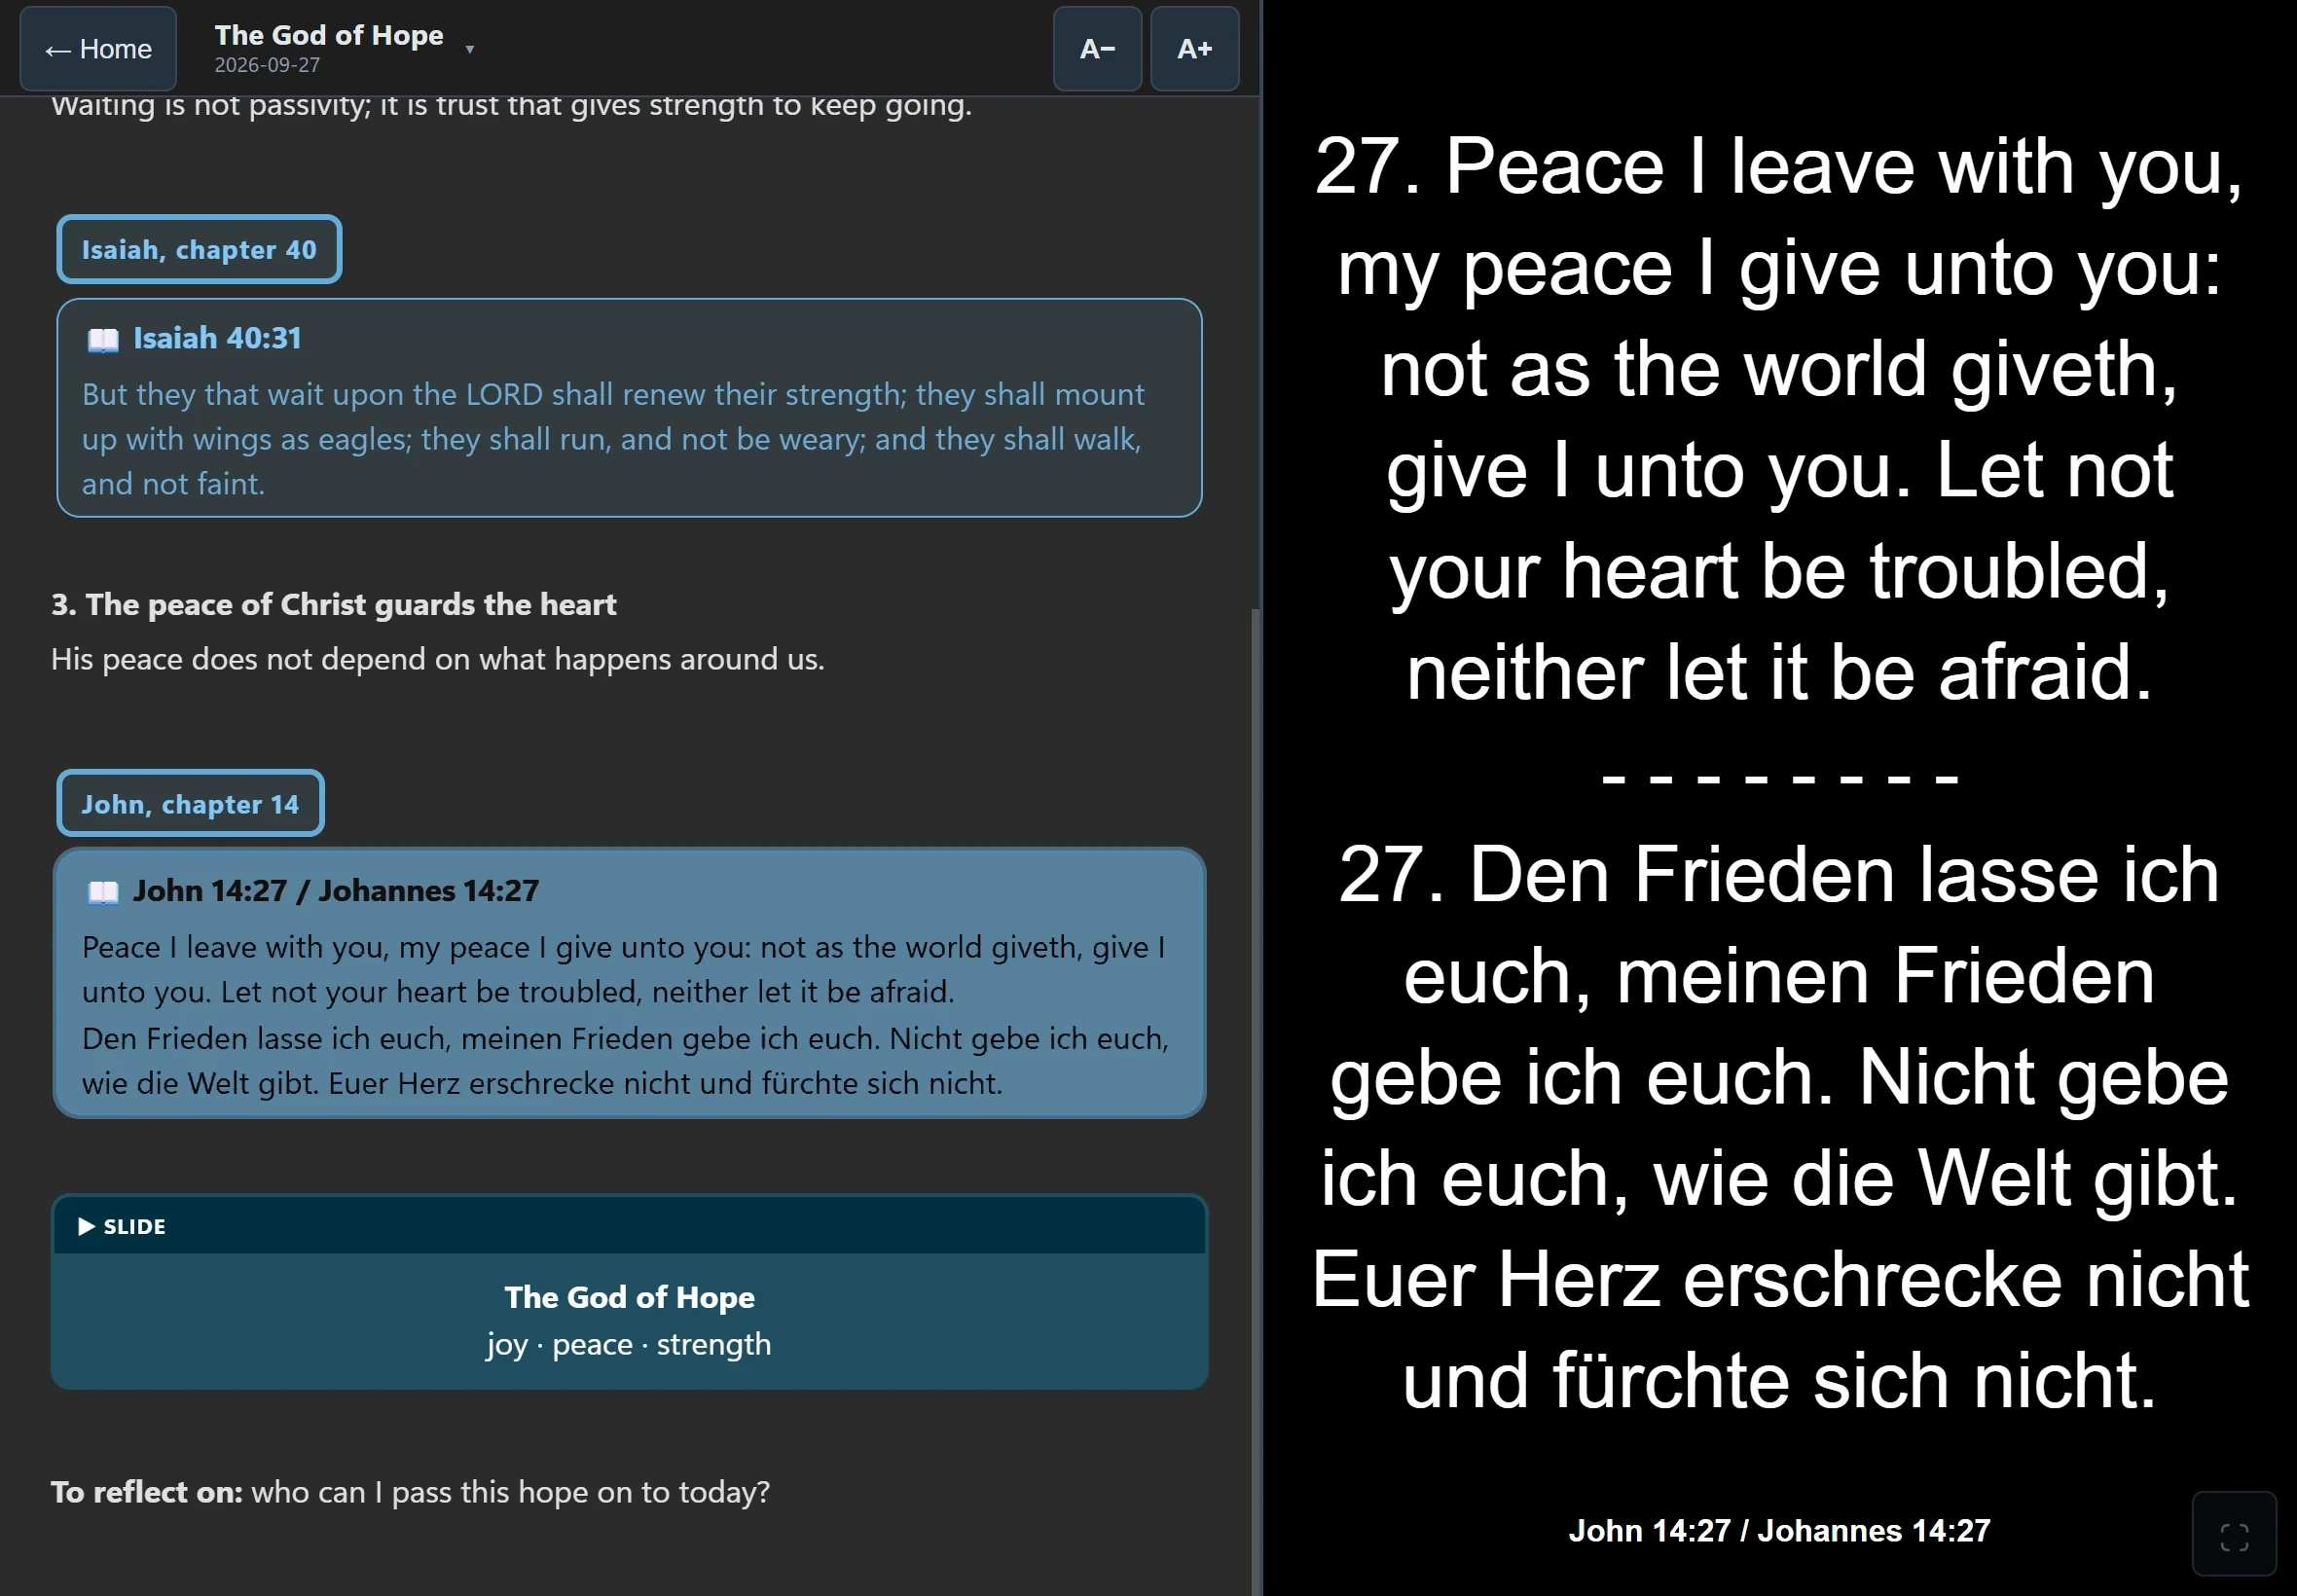 ← Home
The God of Hope ▾
2026-09-27
A−
A+
Waiting is not passivity; it is trust that gives strength to keep going.
Isaiah, chapter 40
Isaiah 40:31
But they that wait upon the LORD shall renew their strength; they shall mount
up with wings as eagles; they shall run, and not be weary; and they shall walk,
and not faint.
3. The peace of Christ guards the heart
His peace does not depend on what happens around us.
John, chapter 14
John 14:27 / Johannes 14:27
Peace I leave with you, my peace I give unto you: not as the world giveth, give I
unto you. Let not your heart be troubled, neither let it be afraid.
Den Frieden lasse ich euch, meinen Frieden gebe ich euch. Nicht gebe ich euch,
wie die Welt gibt. Euer Herz erschrecke nicht und fürchte sich nicht.
▶ SLIDE
The God of Hope
joy · peace · strength
To reflect on: who can I pass this hope on to today?
27. Peace I leave with you,
my peace I give unto you:
not as the world giveth,
give I unto you. Let not
your heart be troubled,
neither let it be afraid.
- - - - - - - -
27. Den Frieden lasse ich
euch, meinen Frieden
gebe ich euch. Nicht gebe
ich euch, wie die Welt gibt.
Euer Herz erschrecke nicht
und fürchte sich nicht.
John 14:27 / Johannes 14:27